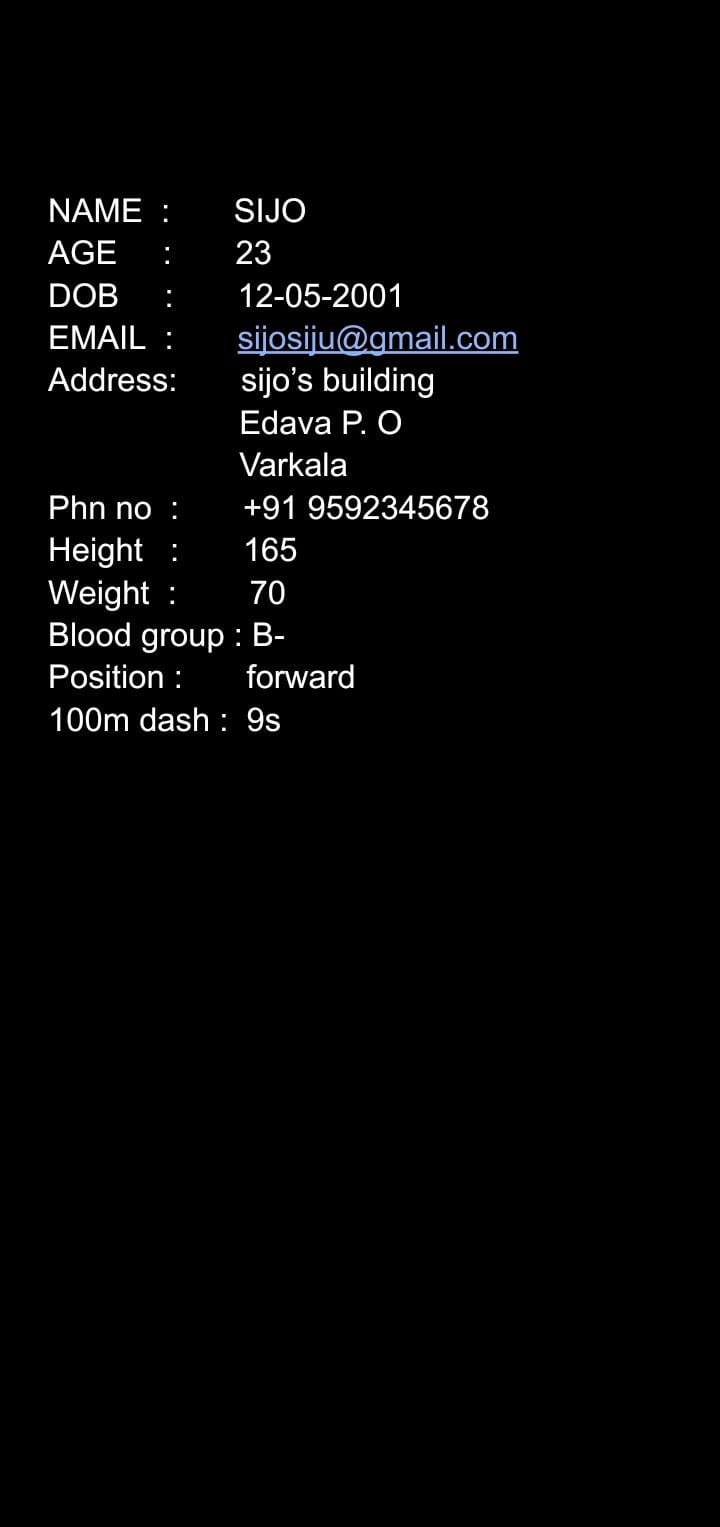 NAME : SIJO
AGE : 23
DOB : 12-05-2001
EMAIL : sijosiju@gmail.com
Address: sijo’s building
Edava P. O
Varkala
Phn no : +91 9592345678
Height : 165
Weight : 70
Blood group : B-
Position : forward
100m dash : 9s